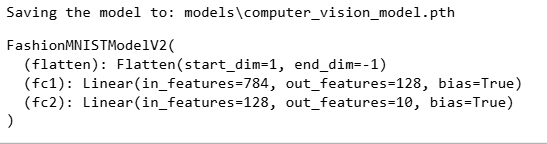 Saving the model to: models\computer_vision_model.pth
FashionMNISTModelV2(
  (flatten): Flatten(start_dim=1, end_dim=-1)
  (fc1): Linear(in_features=784, out_features=128, bias=True)
  (fc2): Linear(in_features=128, out_features=10, bias=True)
)